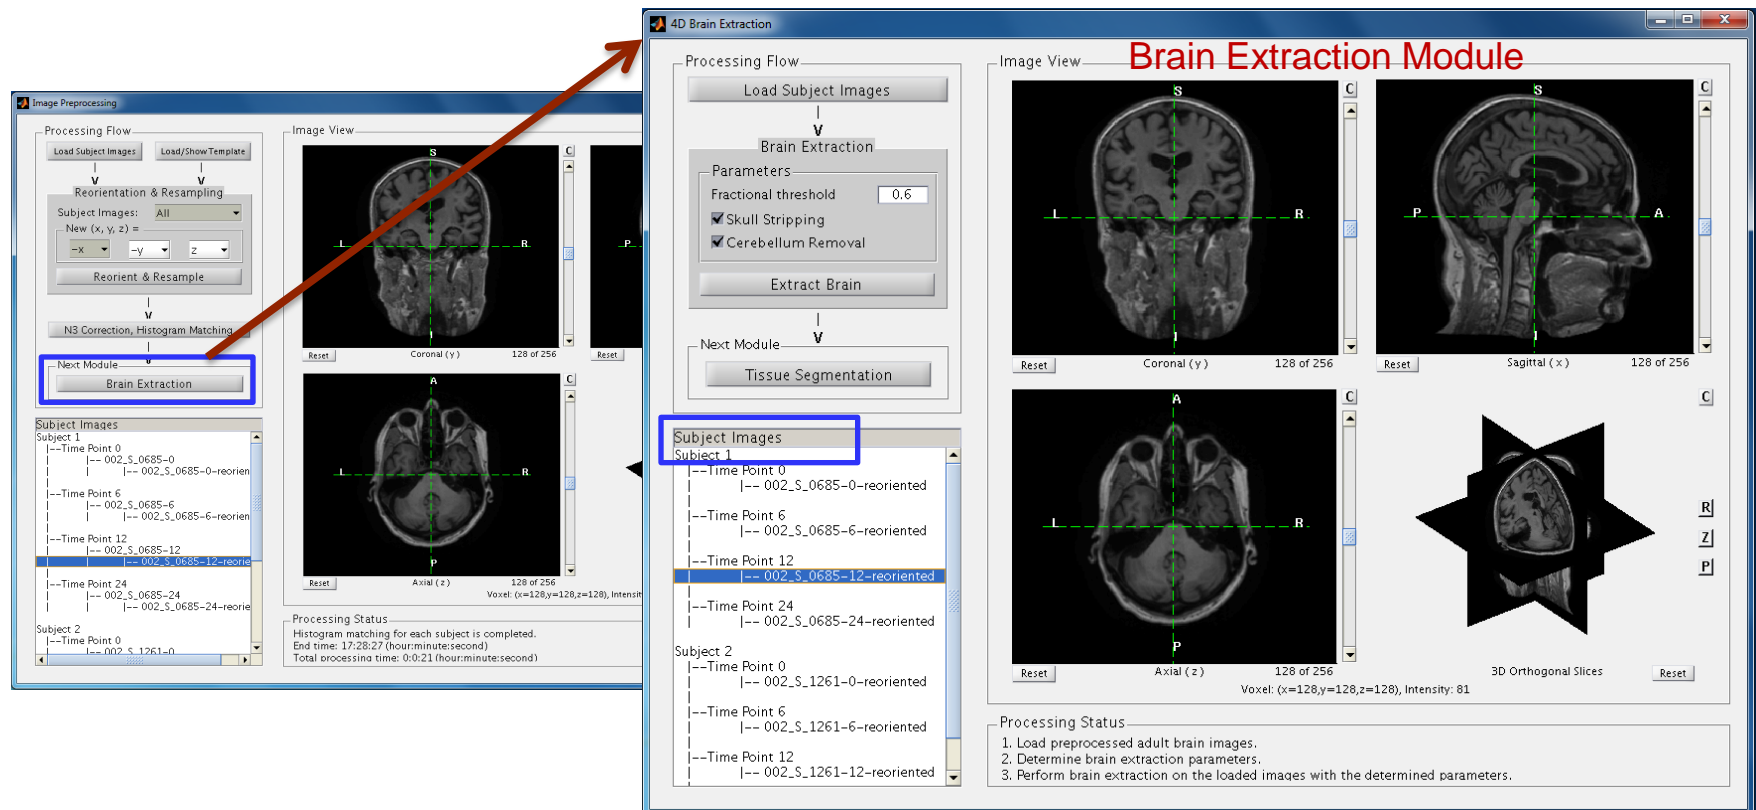 Image Preprocessing
Processing Flow
Load Subject Images
Load/Show Template
V V
Reorientation & Resampling
Subject Images: All
New (x, y, z) =
-x -y z
Reorient & Resample
V
N3 Correction, Histogram Matching
Next Module
Brain Extraction
Subject Images
Subject 1
|--Time Point 0
| |-- 002_S_0685-0
| | |-- 002_S_0685-0-reorien
|
|--Time Point 6
| |-- 002_S_0685-6
| | |-- 002_S_0685-6-reorien
|
|--Time Point 12
| |-- 002_S_0685-12
| | |-- 002_S_0685-12-reorie
|
|--Time Point 24
| |-- 002_S_0685-24
| | |-- 002_S_0685-24-reorie
Subject 2
|--Time Point 0
| |-- 002_S_1261-0
Image View
S
C
L
R
I
P
Reset
Coronal (y)
128 of 256
Reset
A
C
L
R
P
Reset
Axial (z)
128 of 256
Voxel: (x=128,y=128,z=128), Intensit
Processing Status
Histogram matching for each subject is completed.
End time: 17:28:27 (hour:minute:second)
Total processing time: 0:0:21 (hour:minute:second)
4D Brain Extraction
Brain Extraction Module
Processing Flow
Load Subject Images
|
V
Brain Extraction
Parameters
Fractional threshold 0.6
Skull Stripping
Cerebellum Removal
Extract Brain
|
V
Next Module
Tissue Segmentation
Subject Images
Subject 1
|--Time Point 0
| |-- 002_S_0685-0-reoriented
|
|--Time Point 6
| |-- 002_S_0685-6-reoriented
|
|--Time Point 12
| |-- 002_S_0685-12-reoriented
|
|--Time Point 24
| |-- 002_S_0685-24-reoriented
Subject 2
|--Time Point 0
| |-- 002_S_1261-0-reoriented
|
|--Time Point 6
| |-- 002_S_1261-6-reoriented
|
|--Time Point 12
| |-- 002_S_1261-12-reoriented
Image View
S
C
L
R
I
Reset
Coronal (y)
128 of 256
S
C
P
A
I
Reset
Sagittal (x)
128 of 256
A
C
L
R
P
Reset
Axial (z)
128 of 256
C
R
Z
P
3D Orthogonal Slices
Reset
Voxel: (x=128,y=128,z=128), Intensity: 81
Processing Status
1. Load preprocessed adult brain images.
2. Determine brain extraction parameters.
3. Perform brain extraction on the loaded images with the determined parameters.